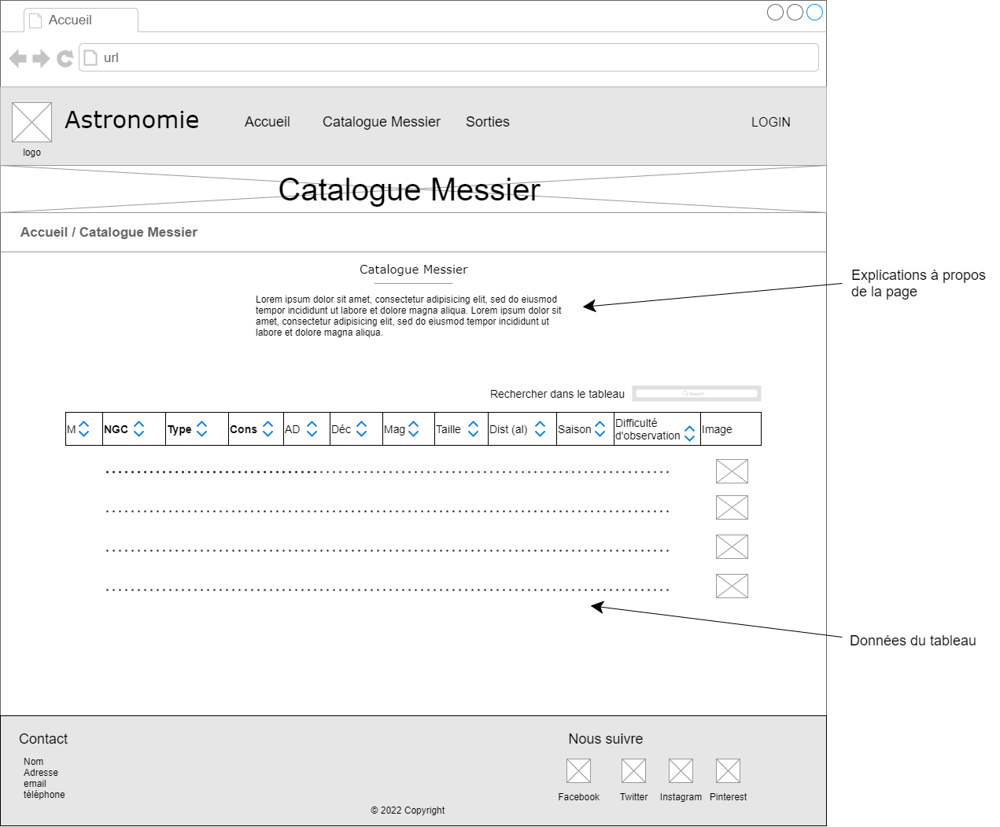 Accueil
url
Astronomie
Accueil
Catalogue Messier
Sorties
LOGIN
logo
Catalogue Messier
Accueil / Catalogue Messier
Catalogue Messier
Lorem ipsum dolor sit amet, consectetur adipisicing elit, sed do eiusmod
tempor incididunt ut labore et dolore magna aliqua. Lorem ipsum dolor sit
amet, consectetur adipisicing elit, sed do eiusmod tempor incididunt ut
labore et dolore magna aliqua.
Explications à propos
de la page
Rechercher dans le tableau
Search
M
NGC
Type
Cons
AD
Déc
Mag
Taille
Dist (al)
Saison
Difficulté
d'observation
Image
Données du tableau
Contact
Nom
Adresse
email
téléphone
Nous suivre
Facebook
Twitter
Instagram
Pinterest
© 2022 Copyright